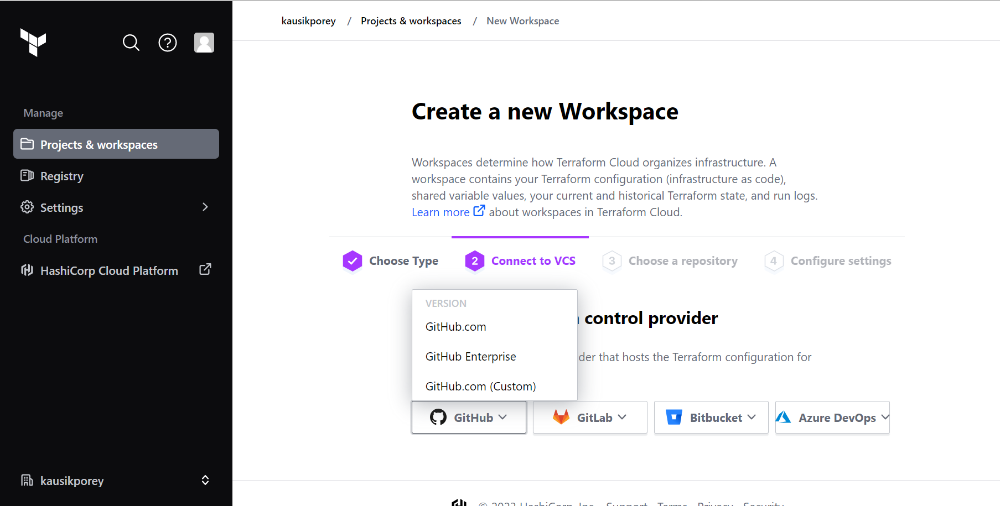 kausikporey / Projects & workspaces / New Workspace
Manage
Projects & workspaces
Registry
Settings
Cloud Platform
HashiCorp Cloud Platform
kausikporey
Create a new Workspace
Workspaces determine how Terraform Cloud organizes infrastructure. A
workspace contains your Terraform configuration (infrastructure as code),
shared variable values, your current and historical Terraform state, and run logs.
Learn more about workspaces in Terraform Cloud.
Choose Type
2 Connect to VCS
3 Choose a repository
4 Configure settings
VERSION
GitHub.com
GitHub Enterprise
GitHub.com (Custom)
control provider
that hosts the Terraform configuration for
GitHub
GitLab
Bitbucket
Azure DevOps
© 2023 HashiCorp, Inc. Support Terms Privacy Security